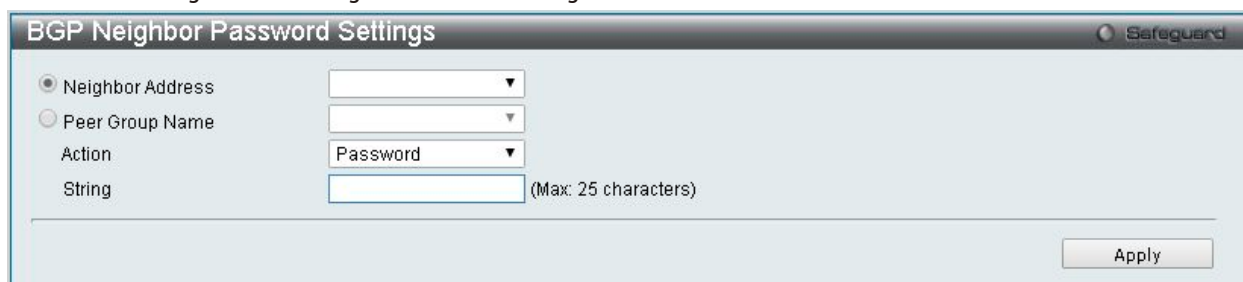 BGP Neighbor Password Settings
Safeguard
Neighbor Address
Peer Group Name
Action Password
String (Max: 25 characters)
Apply